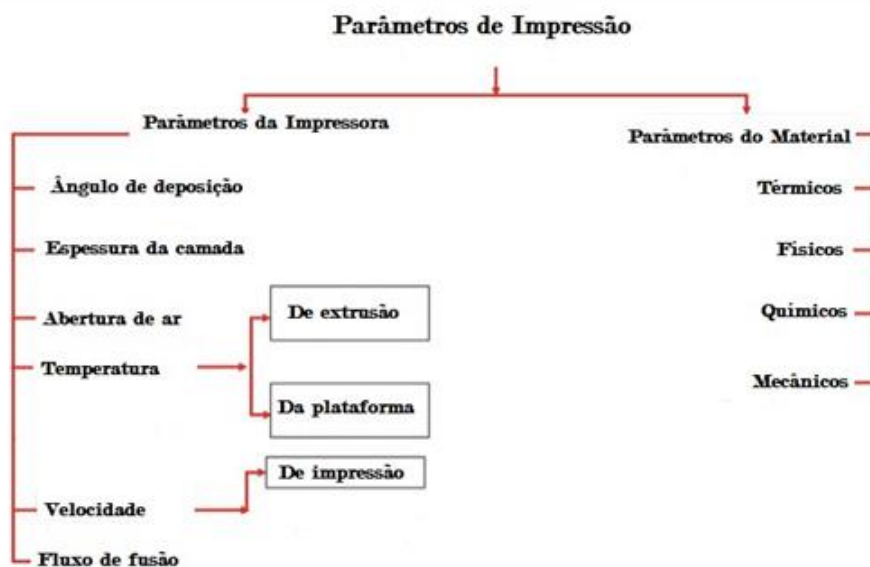 Parâmetros de Impressão
Parâmetros da Impressora
Ângulo de deposição
Espessura da camada
Abertura de ar
Temperatura
De extrusão
Da plataforma
Velocidade
De impressão
Fluxo de fusão
Parâmetros do Material
Térmicos
Físicos
Químicos
Mecânicos